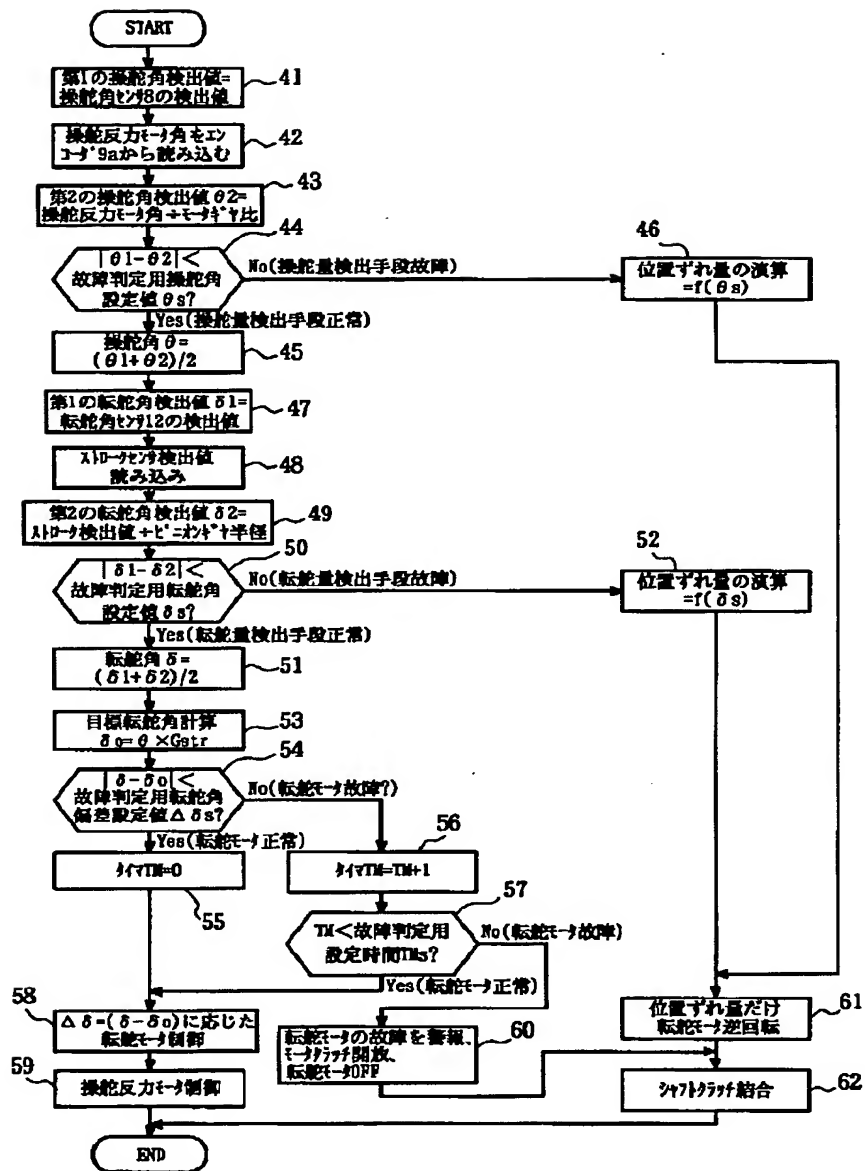 START
第1の操舵角検出値=
操舵角センサ8の検出値
41
操舵反力モータ角をエン
コーダ9aから読み込む
42
43
第2の操舵角検出値θ2=
操舵反力モータ角÷モータギヤ比
44
|θ1-θ2|<
故障判定用操舵角
設定値θs?
No(操舵量検出手段故障)
46
位置ずれ量の演算
=f(θs)
Yes(操舵量検出手段正常)
操舵角θ=
(θ1+θ2)/2
45
第1の転舵角検出値δ1=
転舵角センサ12の検出値
47
ストロークセンサ検出値
読み込み
48
第2の転舵角検出値δ2=
ストローク検出値÷ピニオンギヤ半径
49
50
|δ1-δ2|<
故障判定用転舵角
設定値δs?
No(転舵量検出手段故障)
52
位置ずれ量の演算
=f(δs)
Yes(転舵量検出手段正常)
転舵角δ=
(δ1+δ2)/2
51
目標転舵角計算
δo=θ×Gstr
53
54
|δ-δo|<
故障判定用転舵角
偏差設定値△δs?
No(転舵モータ故障?)
Yes(転舵モータ正常)
56
タイマTM=0
55
タイマTM=TM+1
57
TM<故障判定用
設定時間TMs?
No(転舵モータ故障)
Yes(転舵モータ正常)
58
△δ=(δ-δo)に応じた
転舵モータ制御
転舵モータの故障を警報、
モータクラッチ開放、
転舵モータOFF
60
位置ずれ量だけ
転舵モータ逆回転
61
59
操舵反力モータ制御
シャフトクラッチ結合
62
END